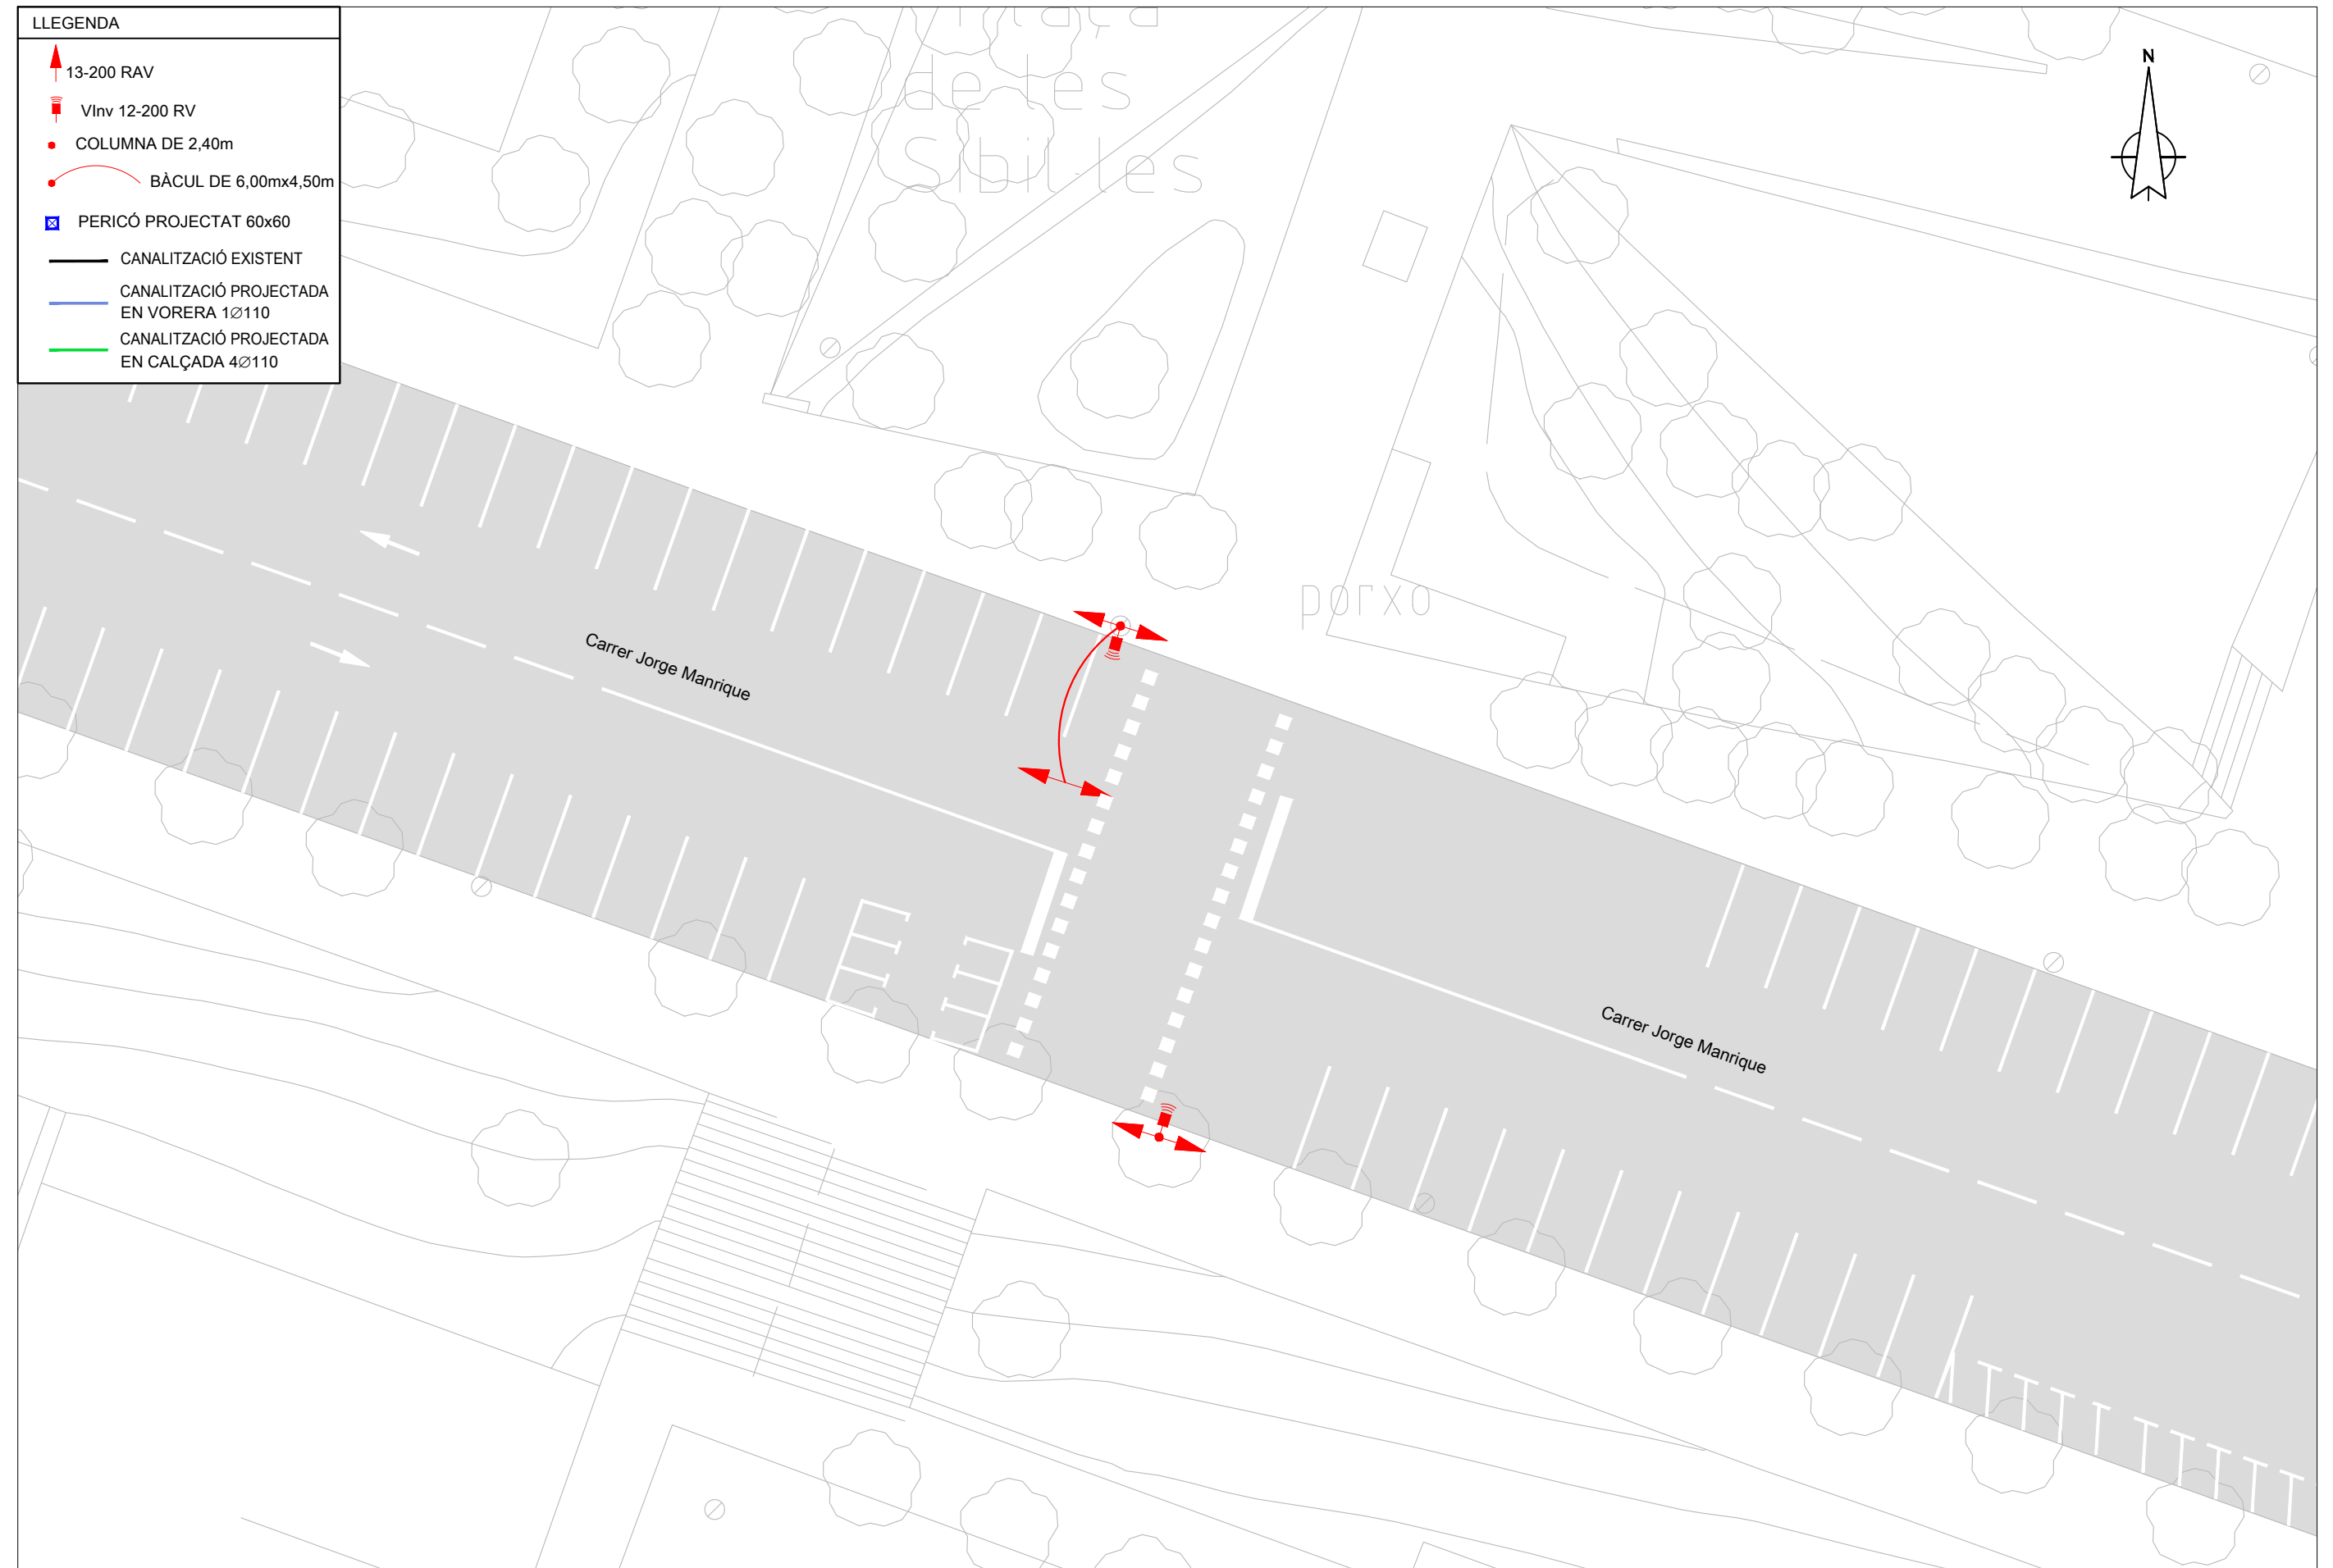 LLEGENDA
13-200 RAV
VInv 12-200 RV
COLUMNA DE 2,40m
BÀCUL DE 6,00mx4,50m
PERICÓ PROJECTAT 60x60
CANALITZACIÓ EXISTENT
CANALITZACIÓ PROJECTADA
EN VORERA 1∅110
CANALITZACIÓ PROJECTADA
EN CALÇADA 4∅110
de les
Sibil·les
N
porxo
Carrer Jorge Manrique
Carrer Jorge Manrique